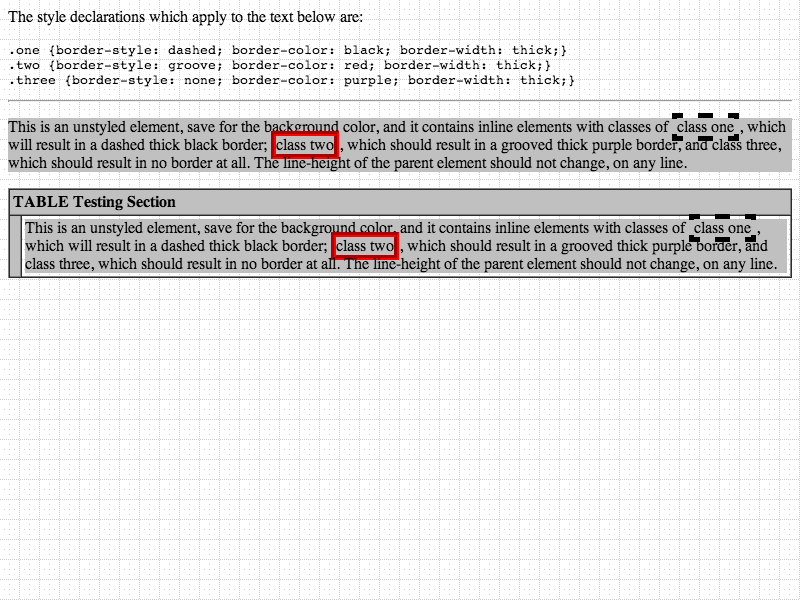 The style declarations which apply to the text below are:
.one {border-style: dashed; border-color: black; border-width: thick;}
.two {border-style: groove; border-color: red; border-width: thick;}
.three {border-style: none; border-color: purple; border-width: thick;}
This is an unstyled element, save for the background color, and it contains inline elements with classes of class one , which
will result in a dashed thick black border; class two , which should result in a grooved thick purple border, and class three,
which should result in no border at all. The line-height of the parent element should not change, on any line.
TABLE Testing Section
This is an unstyled element, save for the background color, and it contains inline elements with classes of class one ,
which will result in a dashed thick black border; class two , which should result in a grooved thick purple border, and
class three, which should result in no border at all. The line-height of the parent element should not change, on any line.